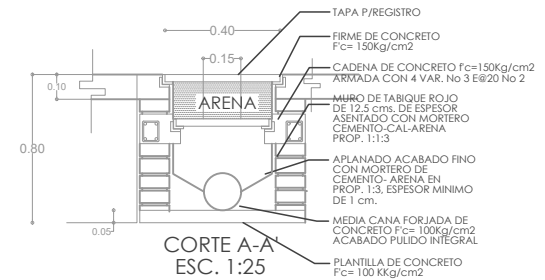 TAPA P/REGISTRO
0.40
FIRME DE CONCRETO
F'c= 150Kg/cm2
0.15
CADENA DE CONCRETO f'c=150Kg/cm2
ARMADA CON 4 VAR. No 3 E@20 No 2
0.10
ARENA
MURO DE TABIQUE ROJO
DE 12.5 cms. DE ESPESOR
ASENTADO CON MORTERO
CEMENTO-CAL-ARENA
PROP. 1:1:3
0.80
APLANADO ACABADO FINO
CON MORTERO DE
CEMENTO- ARENA EN
PROP. 1:3, ESPESOR MINIMO
DE 1 cm.
0.05
MEDIA CANA FORJADA DE
CONCRETO F'c= 100Kg/cm2
ACABADO PULIDO INTEGRAL
CORTE A-A'
ESC. 1:25
PLANTILLA DE CONCRETO
F'c= 100 KKg/cm2